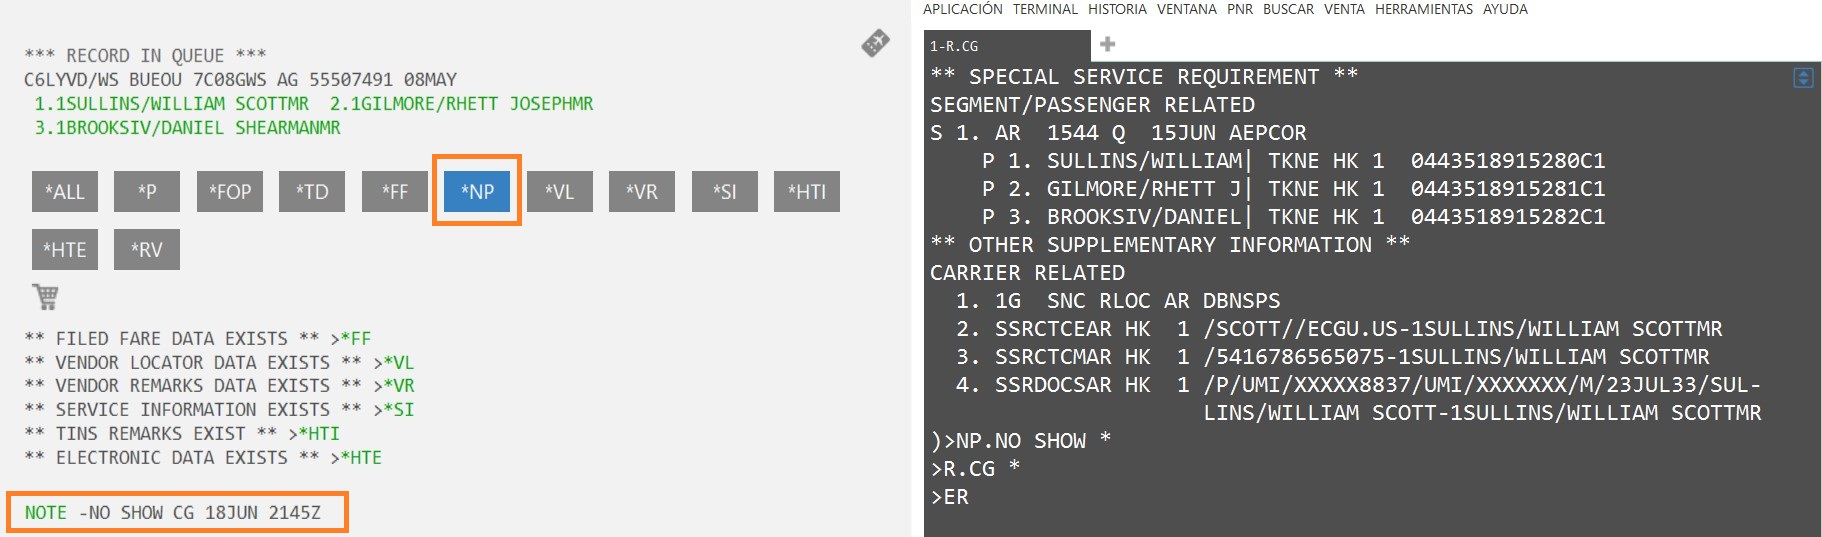 *** RECORD IN QUEUE ***
C6LYVD/WS BUEOU 7C08GWS AG 55507491 08MAY
1.1SULLINS/WILLIAM SCOTTMR 2.1GILMORE/RHETT JOSEPHMR
3.1BROOKSIV/DANIEL SHEARMANMR
*ALL *P *FOP *TD *FF *NP *VL *VR *SI *HTI
*HTE *RV
** FILED FARE DATA EXISTS ** >*FF
** VENDOR LOCATOR DATA EXISTS ** >*VL
** VENDOR REMARKS DATA EXISTS ** >*VR
** SERVICE INFORMATION EXISTS ** >*SI
** TINS REMARKS EXIST ** >*HTI
** ELECTRONIC DATA EXISTS ** >*HTE
NOTE -NO SHOW CG 18JUN 2145Z
APLICACIÓN TERMINAL HISTORIA VENTANA PNR BUSCAR VENTA HERRAMIENTAS AYUDA
1-R.CG
** SPECIAL SERVICE REQUIREMENT **
SEGMENT/PASSENGER RELATED
S 1. AR 1544 Q 15JUN AEPCOR
P 1. SULLINS/WILLIAM| TKNE HK 1 0443518915280C1
P 2. GILMORE/RHETT J| TKNE HK 1 0443518915281C1
P 3. BROOKSIV/DANIEL| TKNE HK 1 0443518915282C1
** OTHER SUPPLEMENTARY INFORMATION **
CARRIER RELATED
1. 1G SNC RLOC AR DBNSPS
2. SSRCTCEAR HK 1 /SCOTT//ECGU.US-1SULLINS/WILLIAM SCOTTMR
3. SSRCTCMAR HK 1 /5416786565075-1SULLINS/WILLIAM SCOTTMR
4. SSRDOCSAR HK 1 /P/UMI/XXXXX8837/UMI/XXXXXXX/M/23JUL33/SUL-
LINS/WILLIAM SCOTT-1SULLINS/WILLIAM SCOTTMR
)>NP.NO SHOW *
>R.CG *
>ER